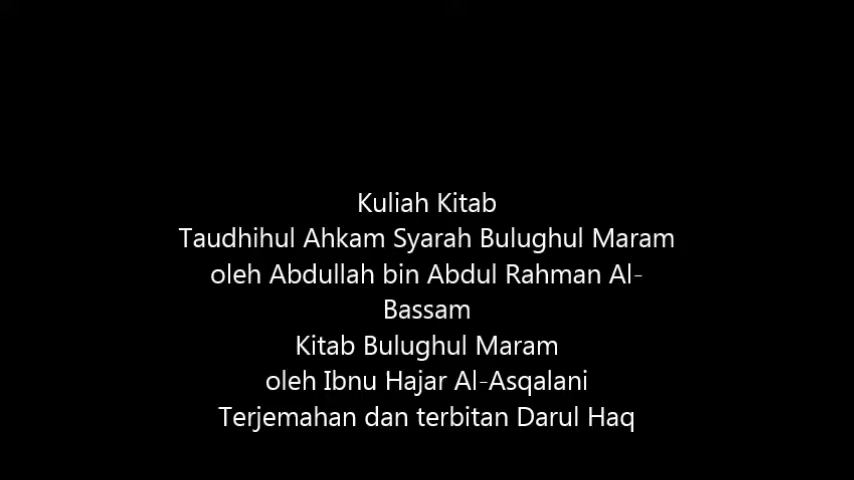 Kuliah Kitab
Taudhihul Ahkam Syarah Bulughul Maram
oleh Abdullah bin Abdul Rahman Al-
Bassam
Kitab Bulughul Maram
oleh Ibnu Hajar Al-Asqalani
Terjemahan dan terbitan Darul Haq